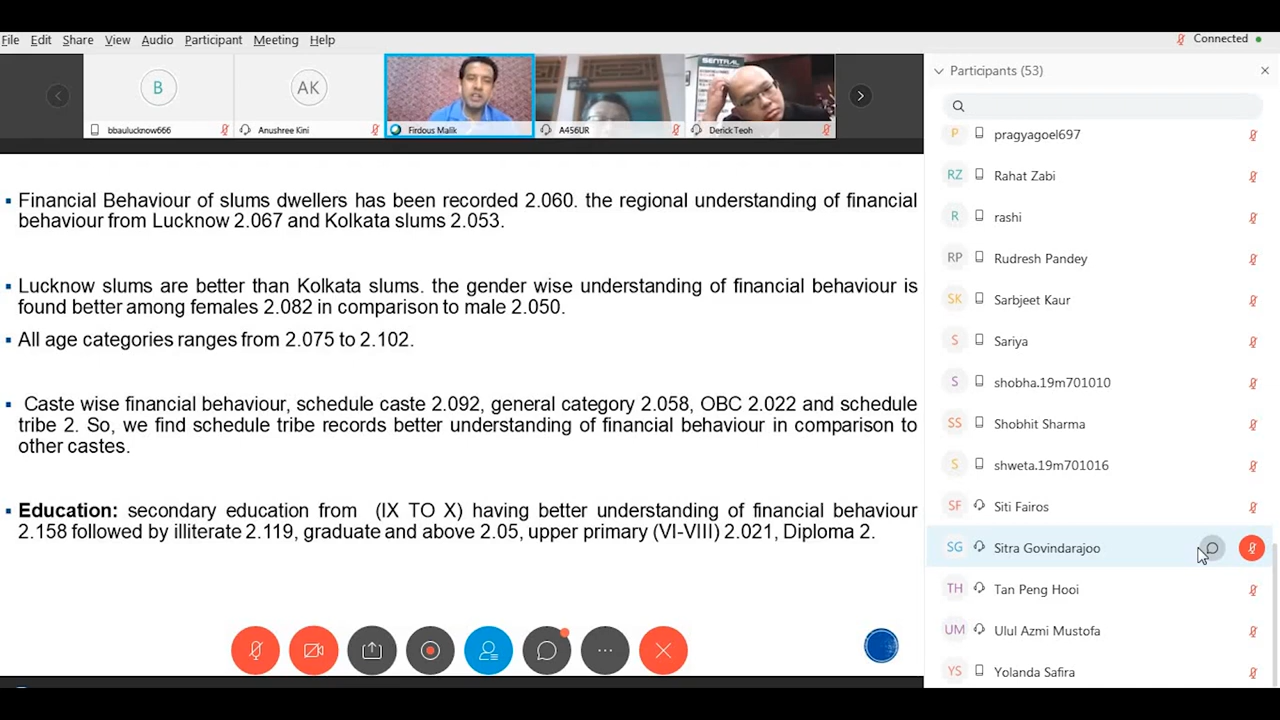 File Edit Share View Audio Participant Meeting Help
Connected
B
AK
SENTRAL
bbaulucknow666
Anushree Kini
Firdous Malik
A456UR
Derick Teoh
▪ Financial Behaviour of slums dwellers has been recorded 2.060. the regional understanding of financial
behaviour from Lucknow 2.067 and Kolkata slums 2.053.
▪ Lucknow slums are better than Kolkata slums. the gender wise understanding of financial behaviour is
found better among females 2.082 in comparison to male 2.050.
▪ All age categories ranges from 2.075 to 2.102.
▪ Caste wise financial behaviour, schedule caste 2.092, general category 2.058, OBC 2.022 and schedule
tribe 2. So, we find schedule tribe records better understanding of financial behaviour in comparison to
other castes.
▪ Education: secondary education from (IX TO X) having better understanding of financial behaviour
2.158 followed by illiterate 2.119, graduate and above 2.05, upper primary (VI-VIII) 2.021, Diploma 2.
Participants (53)
P pragyagoel697
RZ Rahat Zabi
R rashi
RP Rudresh Pandey
SK Sarbjeet Kaur
S Sariya
S shobha.19m701010
SS Shobhit Sharma
S shweta.19m701016
SF Siti Fairos
SG Sitra Govindarajoo
TH Tan Peng Hooi
UM Ulul Azmi Mustofa
YS Yolanda Safira